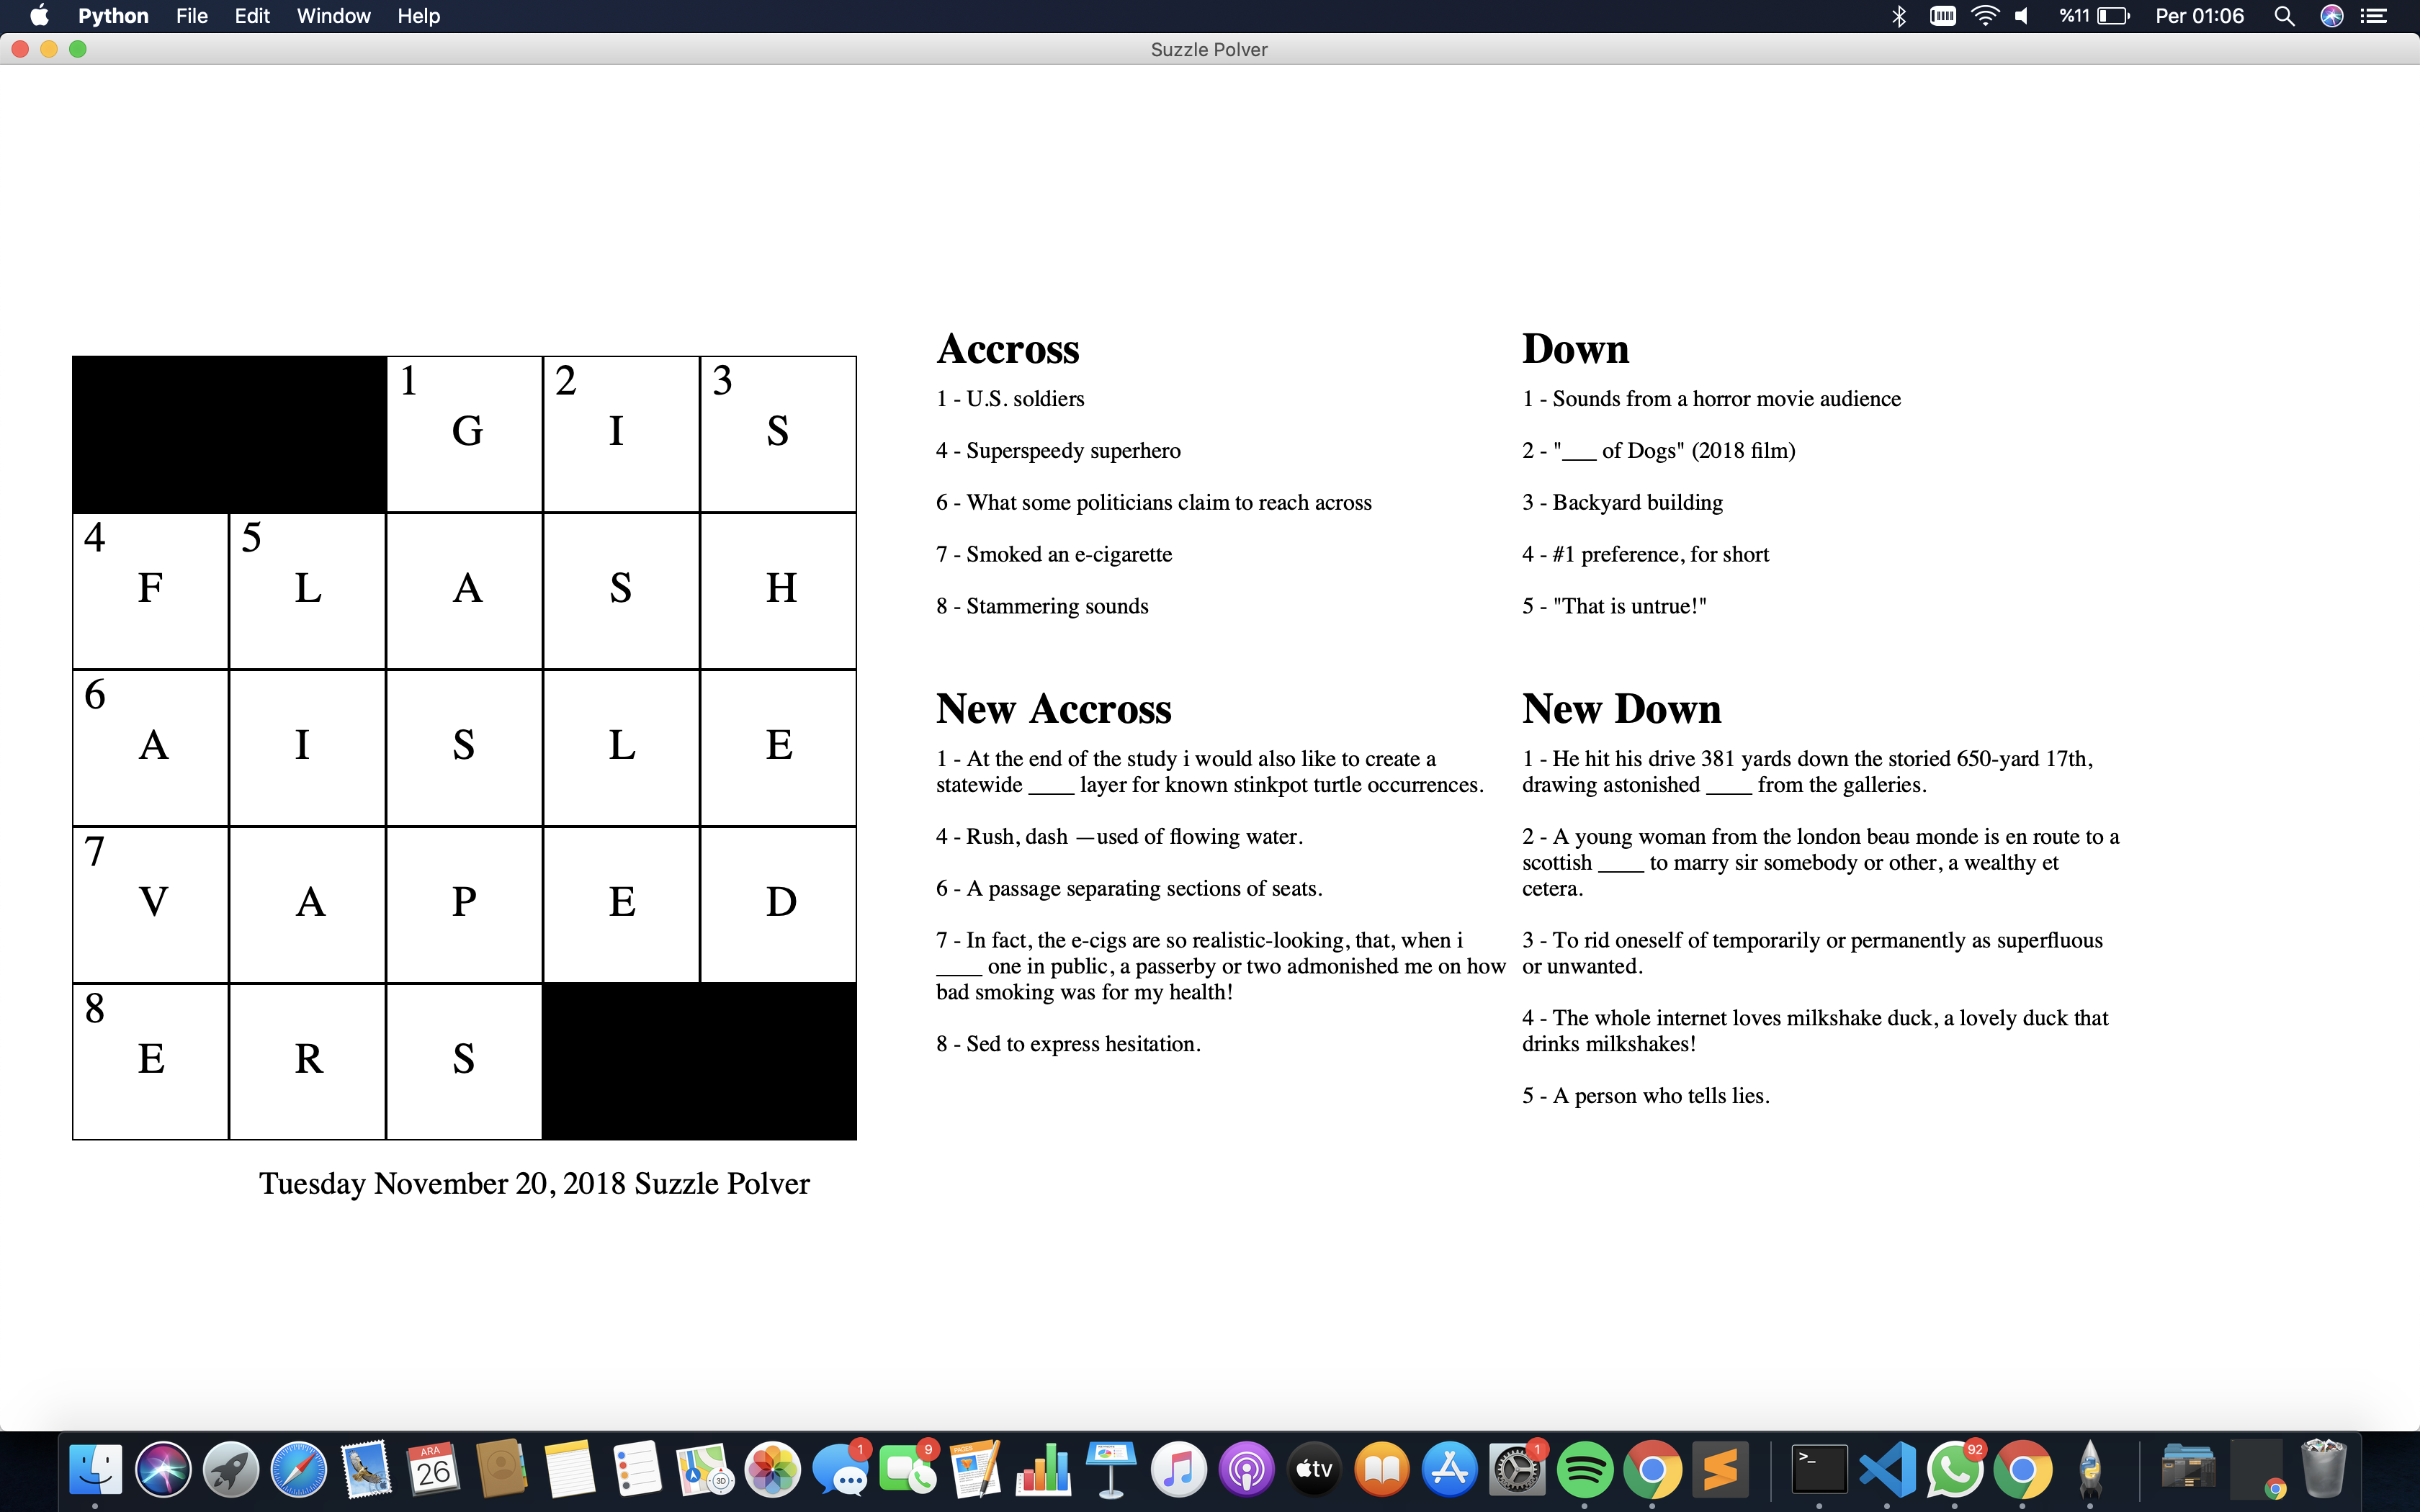 Python File Edit Window Help %11 Per 01:06
Suzzle Polver
1 2 3
G I S
4 5
F L A S H
6
A I S L E
7
V A P E D
8
E R S
Tuesday November 20, 2018 Suzzle Polver
Accross
1 - U.S. soldiers
4 - Superspeedy superhero
6 - What some politicians claim to reach across
7 - Smoked an e-cigarette
8 - Stammering sounds
Down
1 - Sounds from a horror movie audience
2 - "___ of Dogs" (2018 film)
3 - Backyard building
4 - #1 preference, for short
5 - "That is untrue!"
New Accross
1 - At the end of the study i would also like to create a
statewide ____ layer for known stinkpot turtle occurrences.
4 - Rush, dash —used of flowing water.
6 - A passage separating sections of seats.
7 - In fact, the e-cigs are so realistic-looking, that, when i
____ one in public, a passerby or two admonished me on how
bad smoking was for my health!
8 - Sed to express hesitation.
New Down
1 - He hit his drive 381 yards down the storied 650-yard 17th,
drawing astonished ____ from the galleries.
2 - A young woman from the london beau monde is en route to a
scottish ____ to marry sir somebody or other, a wealthy et
cetera.
3 - To rid oneself of temporarily or permanently as superfluous
or unwanted.
4 - The whole internet loves milkshake duck, a lovely duck that
drinks milkshakes!
5 - A person who tells lies.
ARA
26
3D
1
9
PAGES
tv
1
>_
92